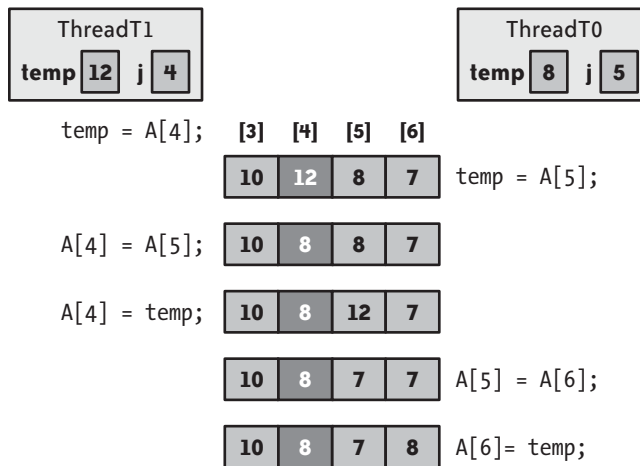 ThreadT1
temp 12 j 4
ThreadT0
temp 8 j 5
temp = A[4]; [3] [4] [5] [6]
10 12 8 7 temp = A[5];
A[4] = A[5]; 10 8 8 7
A[4] = temp; 10 8 12 7
10 8 7 7 A[5] = A[6];
10 8 7 8 A[6]= temp;